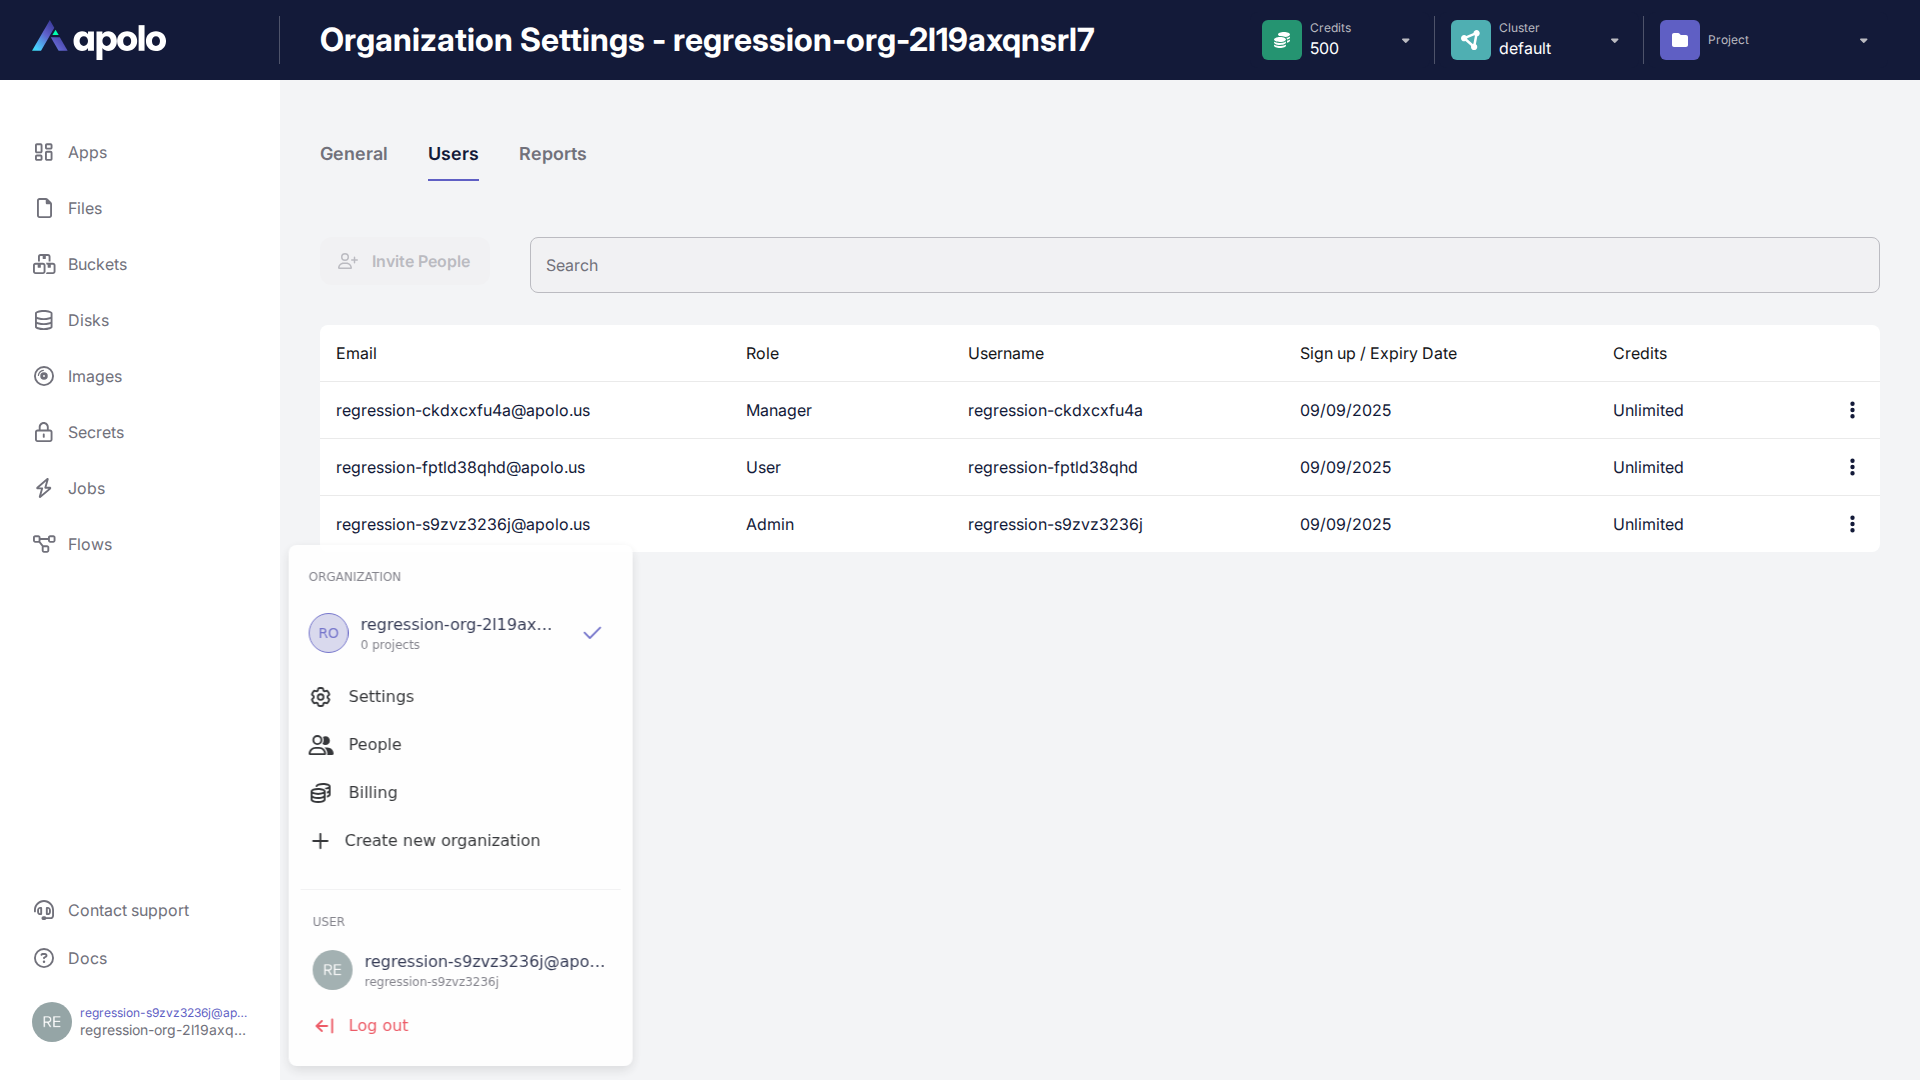 apolo
Organization Settings - regression-org-2l19axqnsrl7
Credits
500
Cluster
default
Project
Apps
Files
Buckets
Disks
Images
Secrets
Jobs
Flows
Contact support
Docs
RE
regression-s9zvz3236j@ap...
regression-org-2l19axq...
General
Users
Reports
Invite People
Search
Email Role Username Sign up / Expiry Date Credits
regression-ckdxcxfu4a@apolo.us Manager regression-ckdxcxfu4a 09/09/2025 Unlimited
regression-fptld38qhd@apolo.us User regression-fptld38qhd 09/09/2025 Unlimited
regression-s9zvz3236j@apolo.us Admin regression-s9zvz3236j 09/09/2025 Unlimited
ORGANIZATION
RO
regression-org-2l19ax...
0 projects
Settings
People
Billing
Create new organization
USER
RE
regression-s9zvz3236j@apo...
regression-s9zvz3236j
Log out